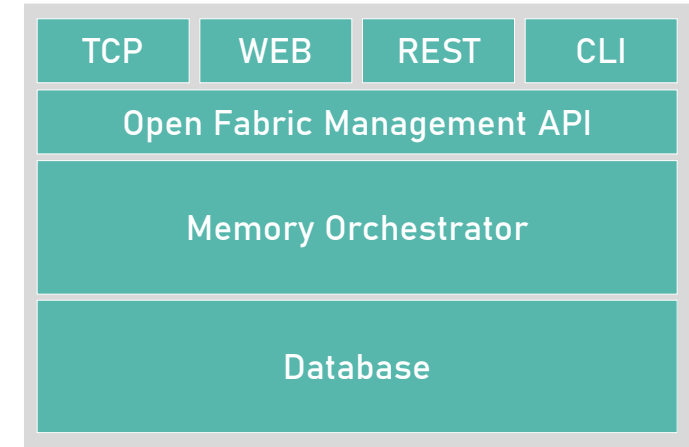 TCP WEB REST CLI
Open Fabric Management API
Memory Orchestrator
Database